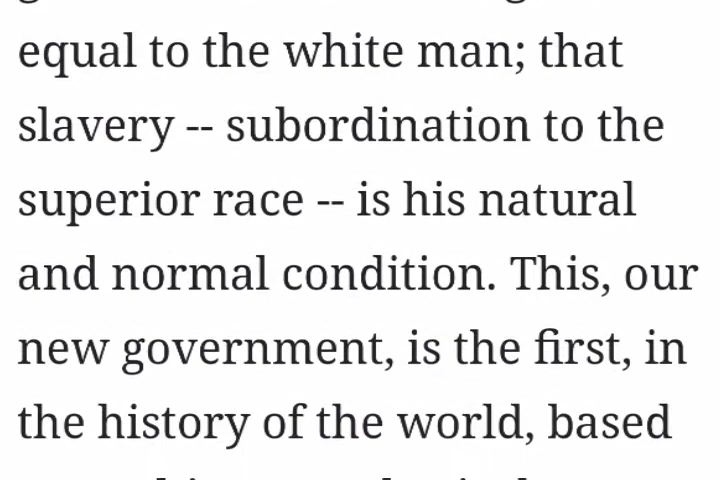 equal to the white man; that
slavery -- subordination to the
superior race -- is his natural
and normal condition. This, our
new government, is the first, in
the history of the world, based